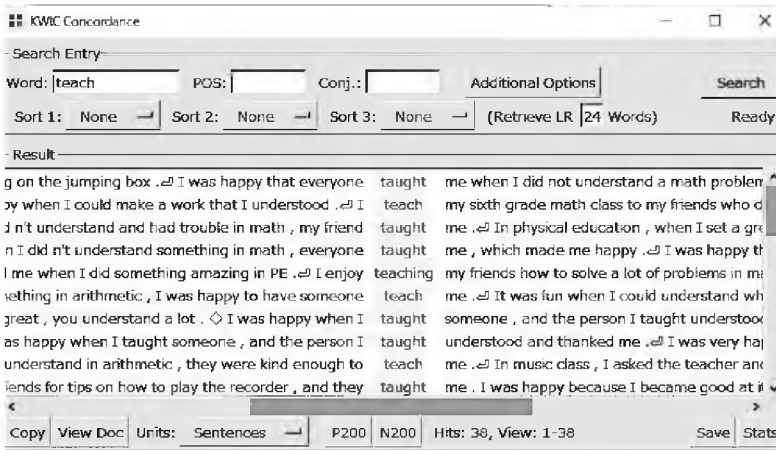 KWIC Concordance
Search Entry
Word: teach POS: Conj.: Additional Options Search
Sort 1: None Sort 2: None Sort 3: None (Retrieve LR 24 Words) Ready
Result
g on the jumping box .⏎ I was happy that everyone taught me when I did not understand a math problem
py when I could make a work that I understood .⏎ I teach my sixth grade math class to my friends who d
d n't understand and had trouble in math , my friend taught me .⏎ In physical education , when I set a gre
n I did n't understand something in math , everyone taught me , which made me happy .⏎ I was happy th
l me when I did something amazing in PE .⏎ I enjoy teaching my friends how to solve a lot of problems in ma
nething in arithmetic , I was happy to have someone teach me .⏎ It was fun when I could understand wh
great , you understand a lot . ◇ I was happy when I taught someone , and the person I taught understood
as happy when I taught someone , and the person I taught understood and thanked me .⏎ I was very hap
understand in arithmetic , they were kind enough to teach me .⏎ In music class , I asked the teacher and
iends for tips on how to play the recorder , and they taught me . I was happy because I became good at it
Copy View Doc Units: Sentences P200 N200 Hits: 38, View: 1-38 Save Stats